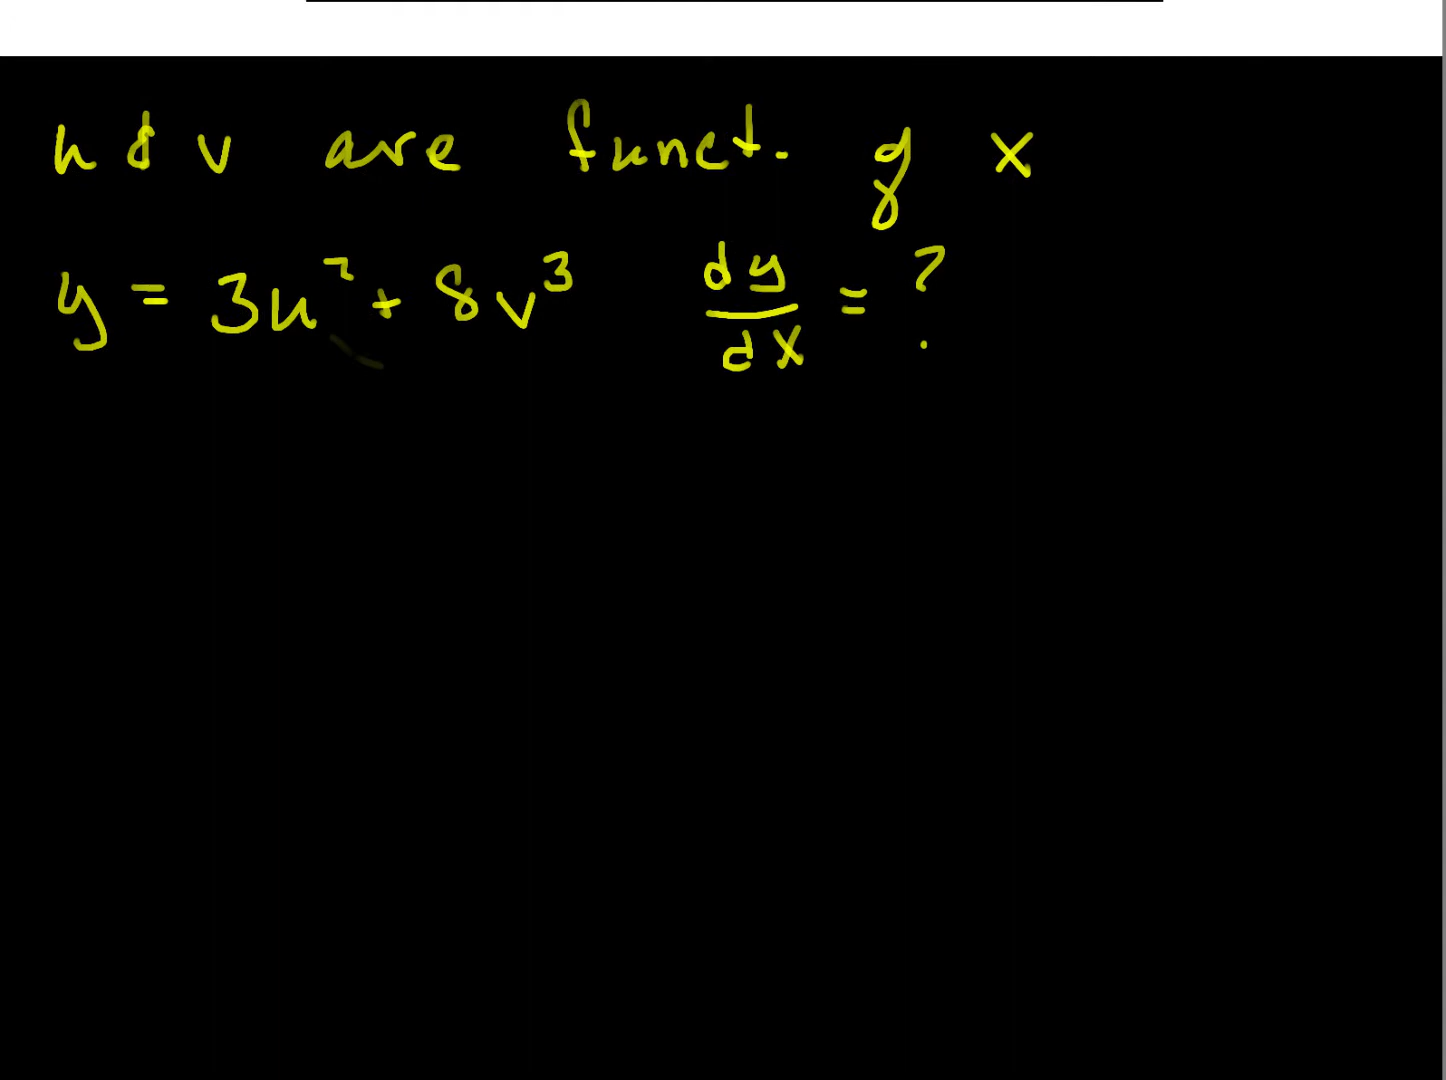 u & v are funct. of x
y = 3u² + 8v³ dy/dx = ?